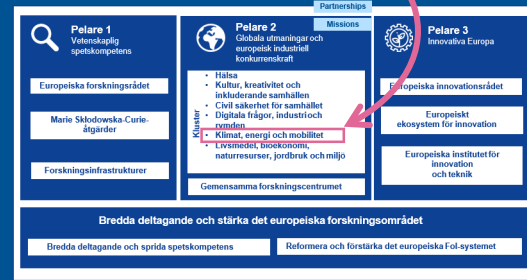 Partnerships
Missions
Pelare 1
Vetenskaplig
spetskompetens
Europeiska forskningsrådet
Marie Skłodowska-Curie-
åtgärder
Forskningsinfrastrukturer
Pelare 2
Globala utmaningar och
europeisk industriell
konkurrenskraft
Kluster
• Hälsa
• Kultur, kreativitet och
inkluderande samhällen
• Civil säkerhet för samhället
• Digitala frågor, industri och
rymden
• Klimat, energi och mobilitet
• Livsmedel, bioekonomi,
naturresurser, jordbruk och miljö
Gemensamma forskningscentrumet
Pelare 3
Innovativa Europa
Europeiska innovationsrådet
Europeiskt
ekosystem för innovation
Europeiska institutet för
innovation
och teknik
Bredda deltagande och stärka det europeiska forskningsområdet
Bredda deltagande och sprida spetskompetens
Reformera och förstärka det europeiska FoI-systemet